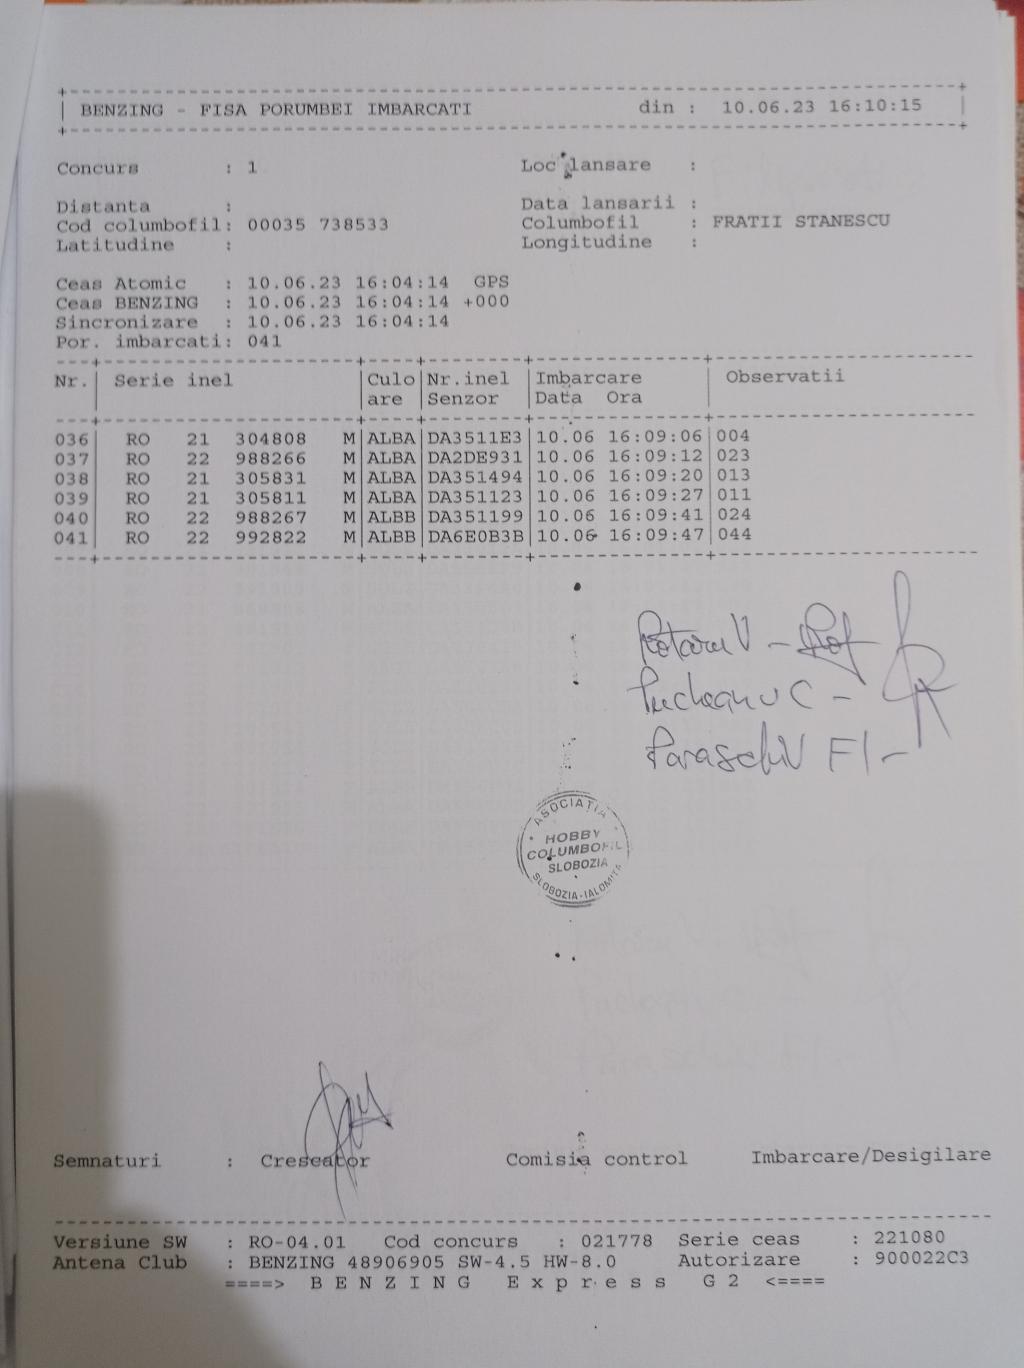 BENZING - FISA PORUMBEI IMBARCATI din : 10.06.23 16:10:15
Concurs : 1 Loc lansare :
Distanta : Data lansarii :
Cod columbofil: 00035 738533 Columbofil : FRATII STANESCU
Latitudine : Longitudine :
Ceas Atomic : 10.06.23 16:04:14 GPS
Ceas BENZING : 10.06.23 16:04:14 +000
Sincronizare : 10.06.23 16:04:14
Por. imbarcati: 041
Nr. Serie inel Culo Nr.inel Imbarcare Observatii
are Senzor Data Ora
036 RO 21 304808 M ALBA DA3511E3 10.06 16:09:06 004
037 RO 22 988266 M ALBA DA2DE931 10.06 16:09:12 023
038 RO 21 305831 M ALBA DA351494 10.06 16:09:20 013
039 RO 21 305811 M ALBA DA351123 10.06 16:09:27 011
040 RO 22 988267 M ALBB DA351199 10.06 16:09:41 024
041 RO 22 992822 M ALBB DA6E0B3B 10.06 16:09:47 044
Rotaru V -
C -
Paraschiv Fl -
ASOCIAȚIA
HOBBY
COLUMBOFIL
SLOBOZIA
SLOBOZIA-IALOMIȚA
Semnaturi : Crescator Comisia control Imbarcare/Desigilare
Versiune SW : RO-04.01 Cod concurs : 021778 Serie ceas : 221080
Antena Club : BENZING 48906905 SW-4.5 HW-8.0 Autorizare : 900022C3
====> B E N Z I N G E x p r e s s G 2 <====